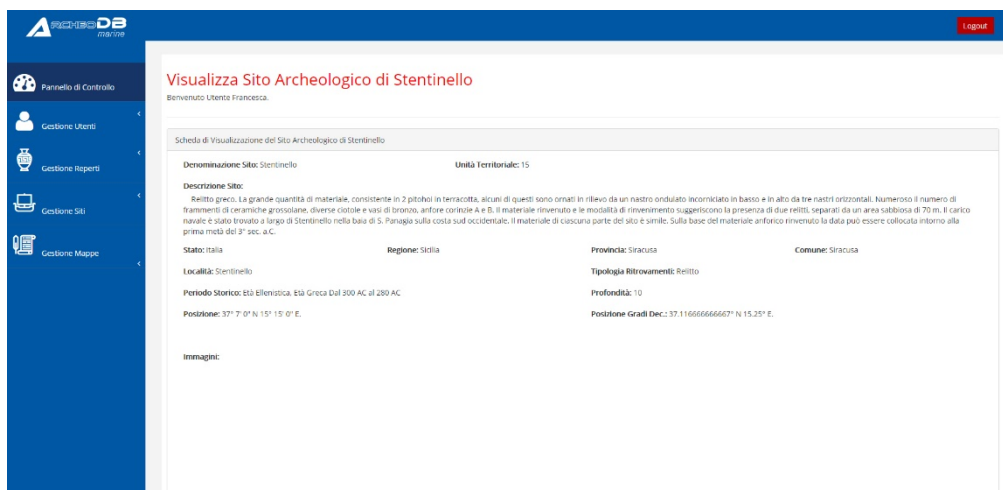 ARCHEODB
marine
Logout
Pannello di Controllo
Gestione Utenti
Gestione Reperti
Gestione Siti
Gestione Mappe
Visualizza Sito Archeologico di Stentinello
Benvenuto Utente Francesca.
Scheda di Visualizzazione del Sito Archeologico di Stentinello
Denominazione Sito: Stentinello Unità Territoriale: 15
Descrizione Sito:
Relitto greco. La grande quantità di materiale, consistente in 2 pitohoi in terracotta, alcuni di questi sono ornati in rilievo da un nastro ondulato incorniciato in basso e in alto da tre nastri orizzontali. Numeroso il numero di
frammenti di ceramiche grossolane, diverse ciotole e vasi di bronzo, anfore corinzie A e B. Il materiale rinvenuto e le modalità di rinvenimento suggeriscono la presenza di due relitti, separati da un area sabbiosa di 70 m. Il carico
navale è stato trovato a largo di Stentinello nella baia di S. Panagia sulla costa sud occidentale. Il materiale di ciascuna parte del sito è simile. Sulla base del materiale anforico rinvenuto la data può essere collocata intorno alla
prima metà del 3° sec. a.C.
Stato: Italia Regione: Sicilia Provincia: Siracusa Comune: Siracusa
Località: Stentinello Tipologia Ritrovamenti: Relitto
Periodo Storico: Età Ellenistica, Età Greca Dal 300 AC al 280 AC Profondità: 10
Posizione: 37° 7' 0" N 15° 15' 0" E. Posizione Gradi Dec.: 37.116666666667° N 15.25° E.
Immagini: